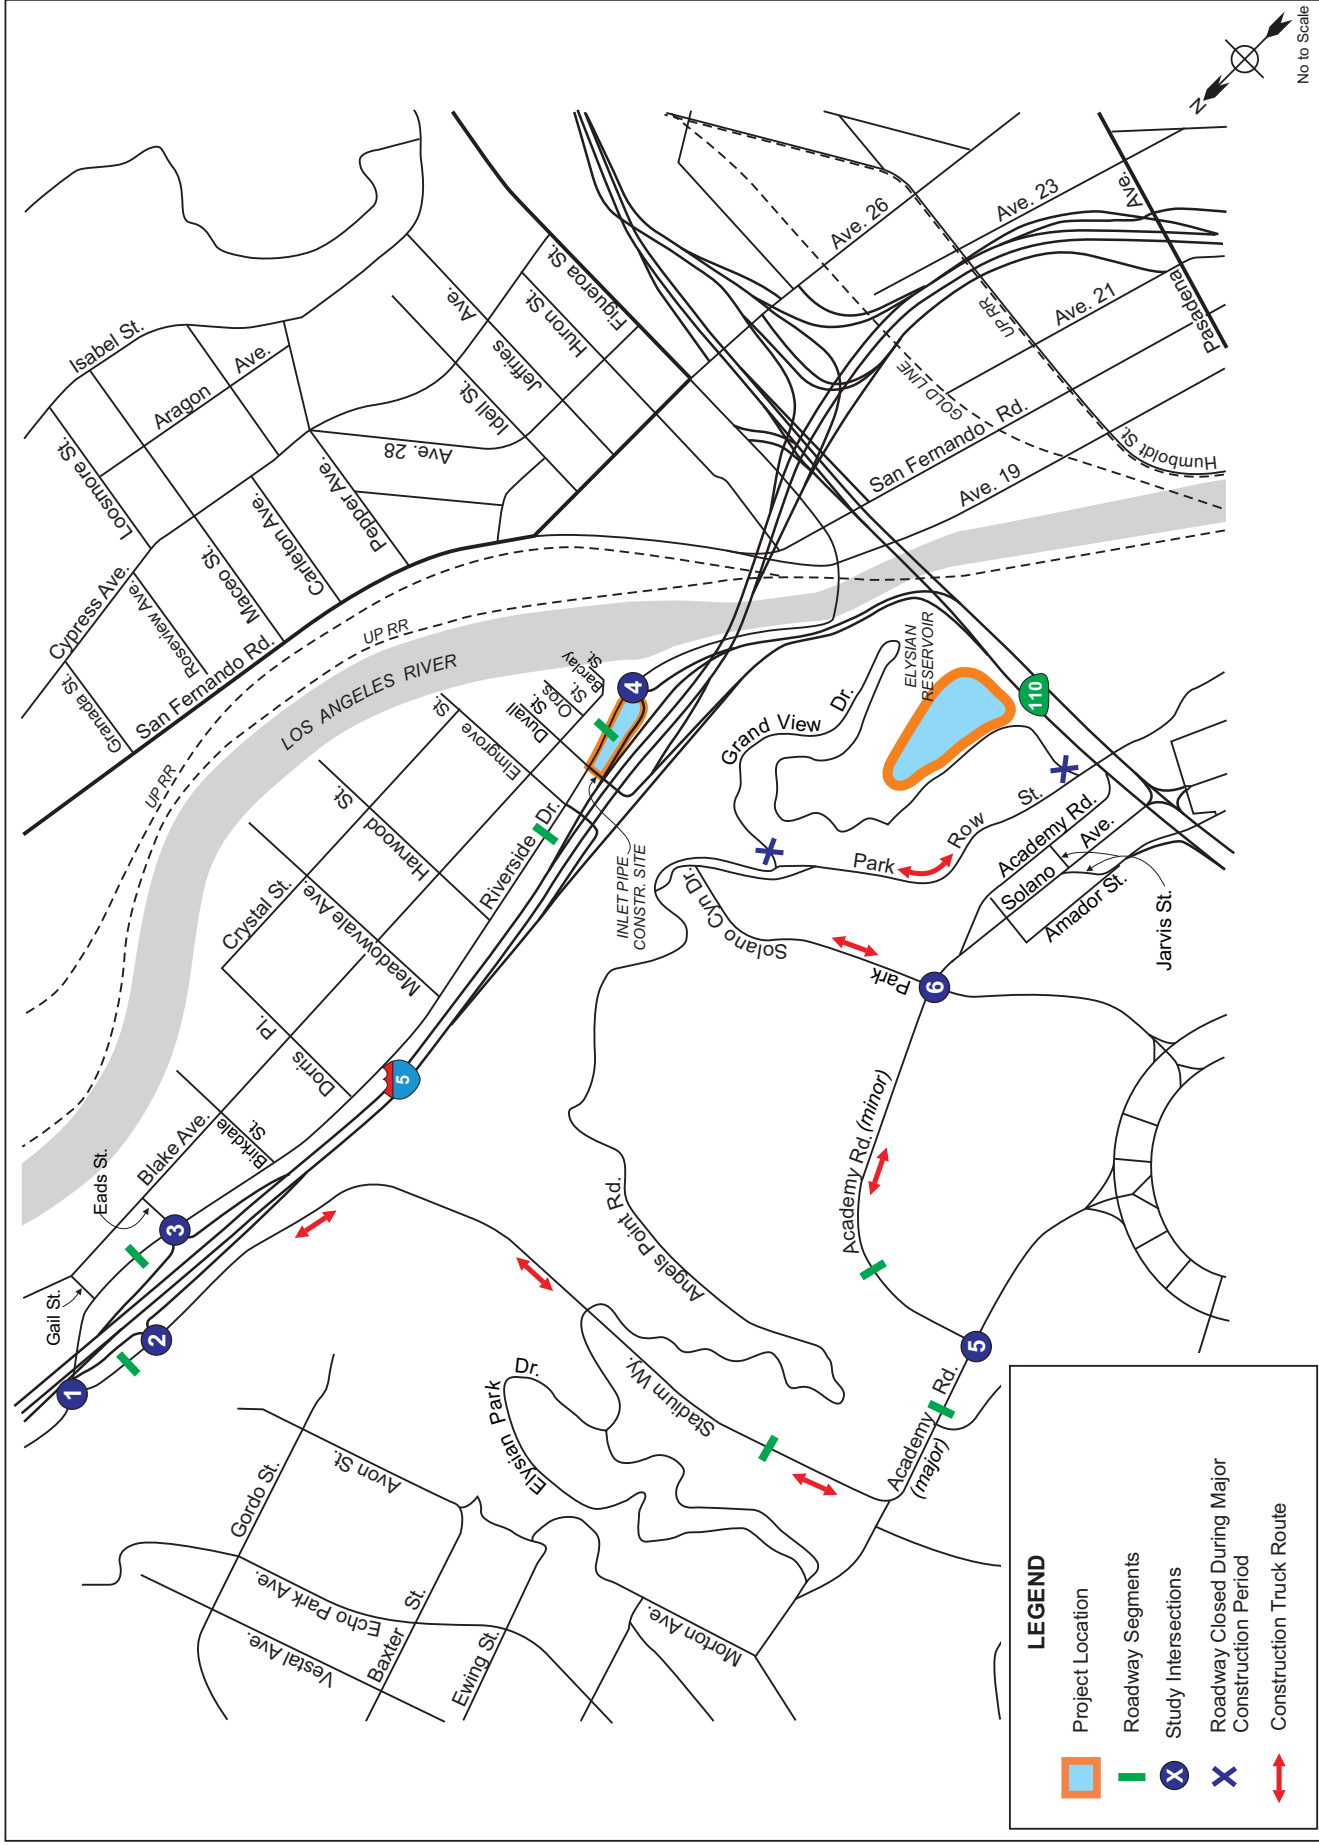 N
No to Scale
Isabel St.
Loosmore St.
Aragon Ave.
Cypress Ave.
Granada St.
Roseview Ave.
Maceo St.
Carleton Ave.
Pepper Ave.
Ave. 28
Idell St.
Jeffries Ave.
Huron St.
Figueroa St.
San Fernando Rd.
UP RR
UP RR
LOS ANGELES RIVER
Ave. 26
Ave. 23
Pasadena Ave.
Ave. 21
UP RR
GOLD LINE
San Fernando Rd.
Ave. 19
Humboldt St.
Barclay St.
Oros St.
Duvall St.
Elmgrove St.
Harwood St.
Crystal St.
Meadowvale Ave.
Riverside Dr.
Dorris Pl.
Birkdale St.
Blake Ave.
Eads St.
Gail St.
1
2
3
4
5
6
5
110
INLET PIPE
CONSTR. SITE
ELYSIAN
RESERVOIR
Grand View Dr.
Park Row St.
Solano Cyn Dr.
Park
Academy Rd.
Solano Ave.
Amador St.
Jarvis St.
Academy Rd. (minor)
Angels Point Rd.
Stadium Wy.
Academy Rd.
(major)
Elysian Park Dr.
Avon St.
Gordo St.
Echo Park Ave.
Vestal Ave.
Baxter St.
Ewing St.
Morton Ave.
LEGEND
Project Location
Roadway Segments
X
Study Intersections
Roadway Closed During Major
Construction Period
Construction Truck Route